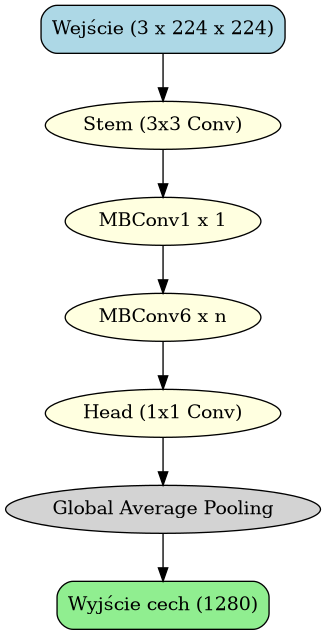 Wejście (3 x 224 x 224)
Stem (3x3 Conv)
MBConv1 x 1
MBConv6 x n
Head (1x1 Conv)
Global Average Pooling
Wyjście cech (1280)